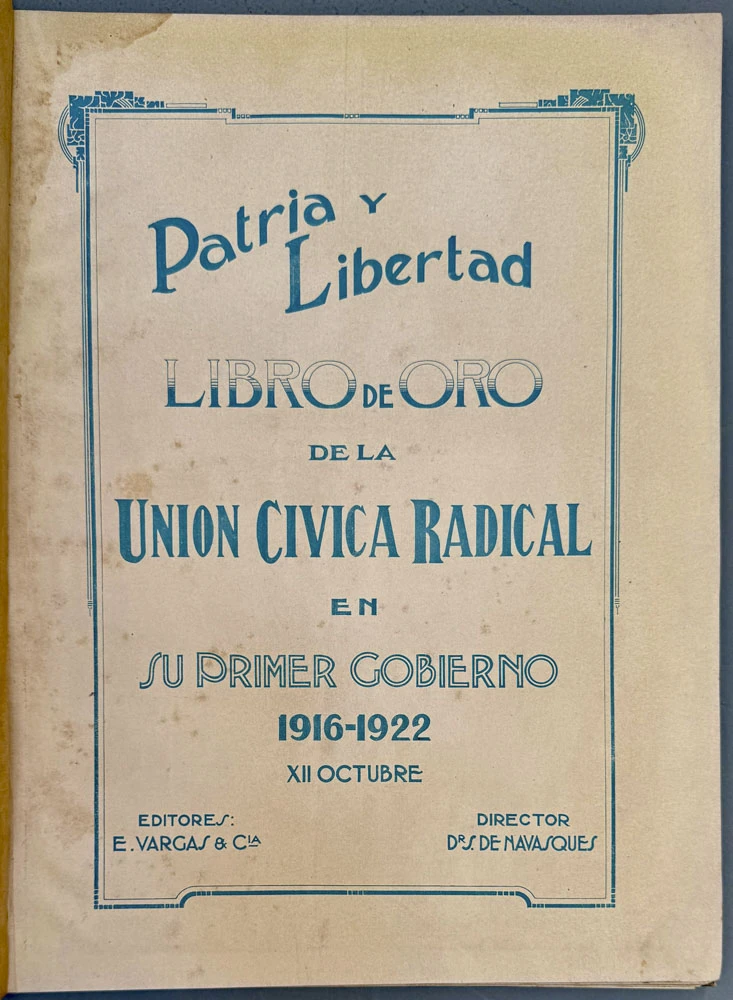 Patria y
Libertad
LIBRO DE ORO
DE LA
UNION CIVICA RADICAL
EN
SU PRIMER GOBIERNO
1916-1922
XII OCTUBRE
EDITORES:
E. VARGAS & CIA
DIRECTOR
DR S. DE NAVASQUES